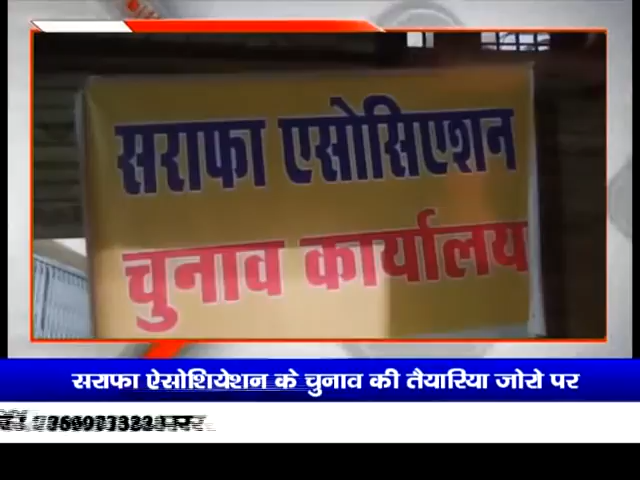 सराफा एसोसिएशन
चुनाव कार्यालय
सराफा ऐसोशियेशन के चुनाव की तैयारिया जोरो पर